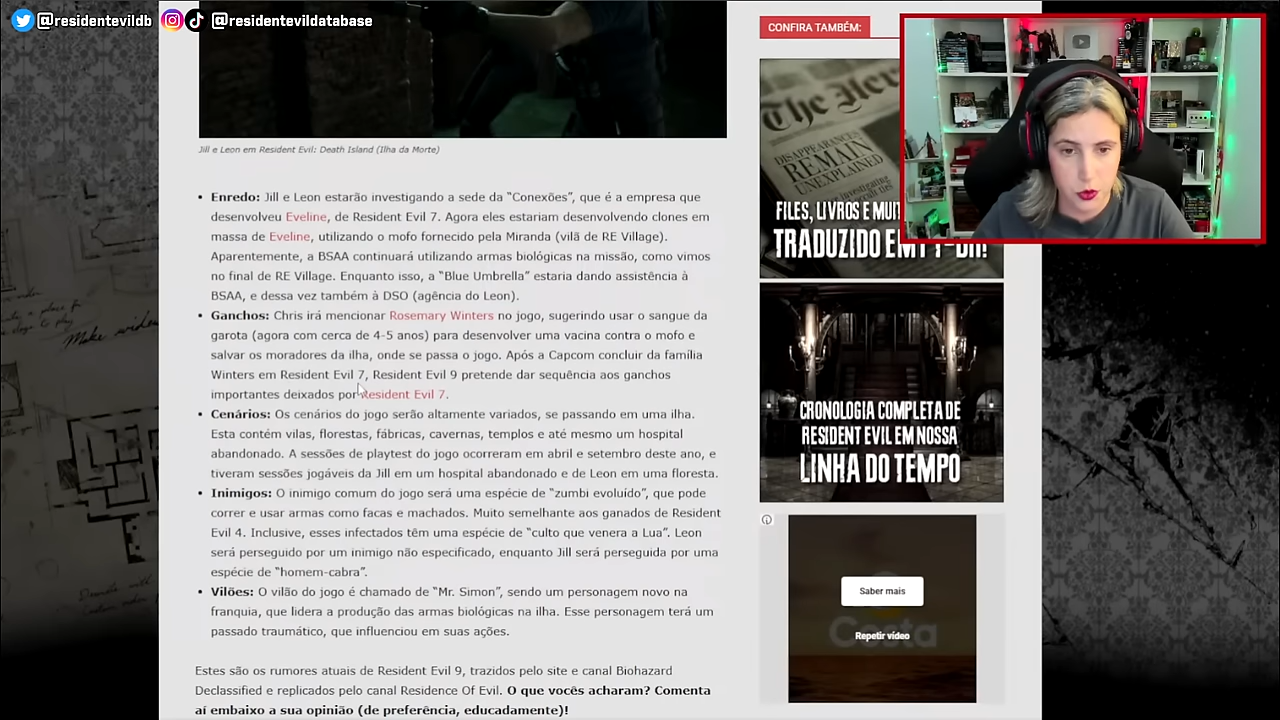 @residentevildb @residentevildatabase
Jill e Leon em Resident Evil: Death Island (Ilha da Morte)
• Enredo: Jill e Leon estarão investigando a sede da “Conexões”, que é a empresa que
desenvolveu Eveline, de Resident Evil 7. Agora eles estariam desenvolvendo clones em
massa de Eveline, utilizando o mofo fornecido pela Miranda (vilã de RE Village).
Aparentemente, a BSAA continuará utilizando armas biológicas na missão, como vimos
no final de RE Village. Enquanto isso, a “Blue Umbrella” estaria dando assistência à
BSAA, e dessa vez também à DSO (agência do Leon).
• Ganchos: Chris irá mencionar Rosemary Winters no jogo, sugerindo usar o sangue da
garota (agora com cerca de 4-5 anos) para desenvolver uma vacina contra o mofo e
salvar os moradores da ilha, onde se passa o jogo. Após a Capcom concluir da família
Winters em Resident Evil 7, Resident Evil 9 pretende dar sequência aos ganchos
importantes deixados por Resident Evil 7.
• Cenários: Os cenários do jogo serão altamente variados, se passando em uma ilha.
Esta contém vilas, florestas, fábricas, cavernas, templos e até mesmo um hospital
abandonado. A sessões de playtest do jogo ocorreram em abril e setembro deste ano, e
tiveram sessões jogáveis da Jill em um hospital abandonado e de Leon em uma floresta.
• Inimigos: O inimigo comum do jogo será uma espécie de “zumbi evoluído”, que pode
correr e usar armas como facas e machados. Muito semelhante aos ganados de Resident
Evil 4. Inclusive, esses infectados têm uma espécie de “culto que venera a Lua”. Leon
será perseguido por um inimigo não especificado, enquanto Jill será perseguida por uma
espécie de “homem-cabra”.
• Vilões: O vilão do jogo é chamado de “Mr. Simon”, sendo um personagem novo na
franquia, que lidera a produção das armas biológicas na ilha. Esse personagem terá um
passado traumático, que influenciou em suas ações.
Estes são os rumores atuais de Resident Evil 9, trazidos pelo site e canal Biohazard
Declassified e replicados pelo canal Residence Of Evil. O que vocês acharam? Comenta
aí embaixo a sua opinião (de preferência, educadamente)!
CONFIRA TAMBÉM:
The
DISAPPEARANCES
REMAIN
UNEXPLAINED
FILES, LIVROS E
TRADUZIDO EM
CRONOLOGIA COMPLETA DE
RESIDENT EVIL EM NOSSA
LINHA DO TEMPO
Saber mais
Costa
Repetir vídeo